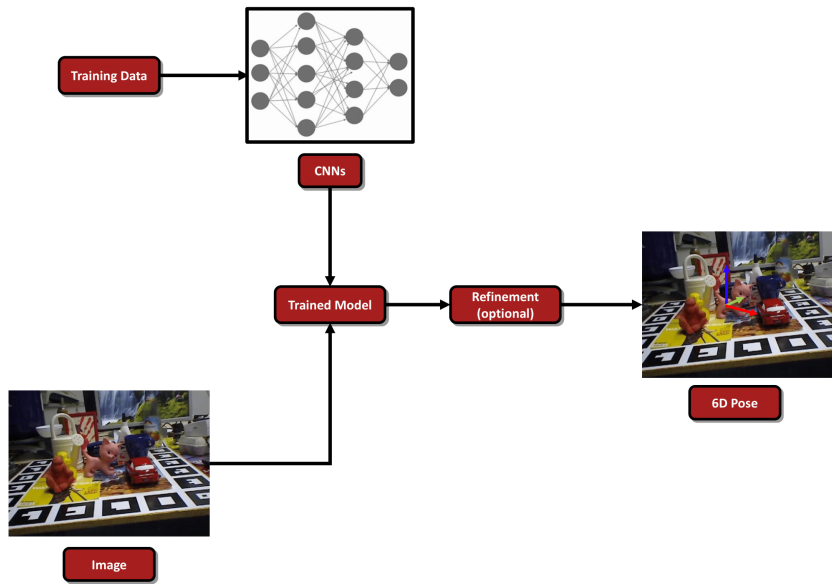 Training Data
CNNs
Trained Model
Refinement
(optional)
6D Pose
Image